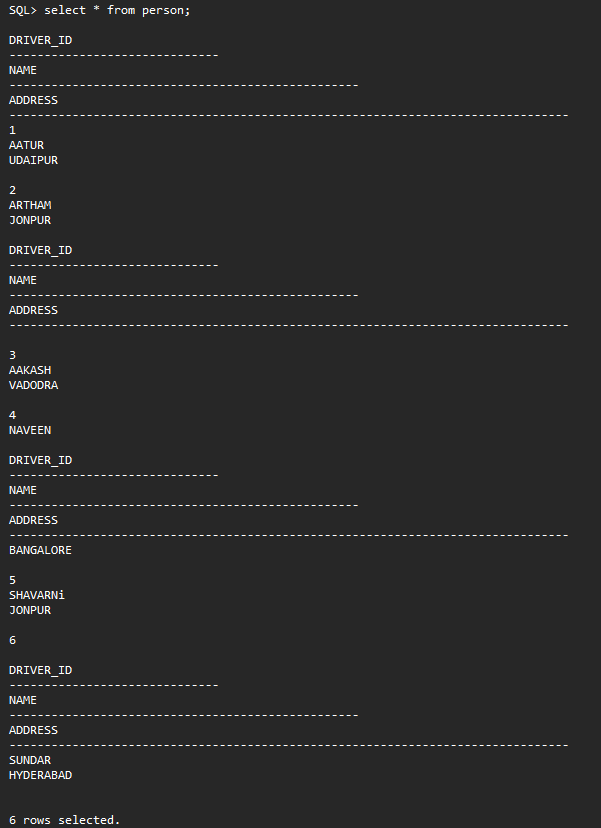 SQL> select * from person;
DRIVER_ID
------------------------------
NAME
--------------------------------------------------
ADDRESS
--------------------------------------------------------------------------------
1
AATUR
UDAIPUR
2
ARTHAM
JONPUR
DRIVER_ID
------------------------------
NAME
--------------------------------------------------
ADDRESS
--------------------------------------------------------------------------------
3
AAKASH
VADODRA
4
NAVEEN
DRIVER_ID
------------------------------
NAME
--------------------------------------------------
ADDRESS
--------------------------------------------------------------------------------
BANGALORE
5
SHAVARNi
JONPUR
6
DRIVER_ID
------------------------------
NAME
--------------------------------------------------
ADDRESS
--------------------------------------------------------------------------------
SUNDAR
HYDERABAD
6 rows selected.